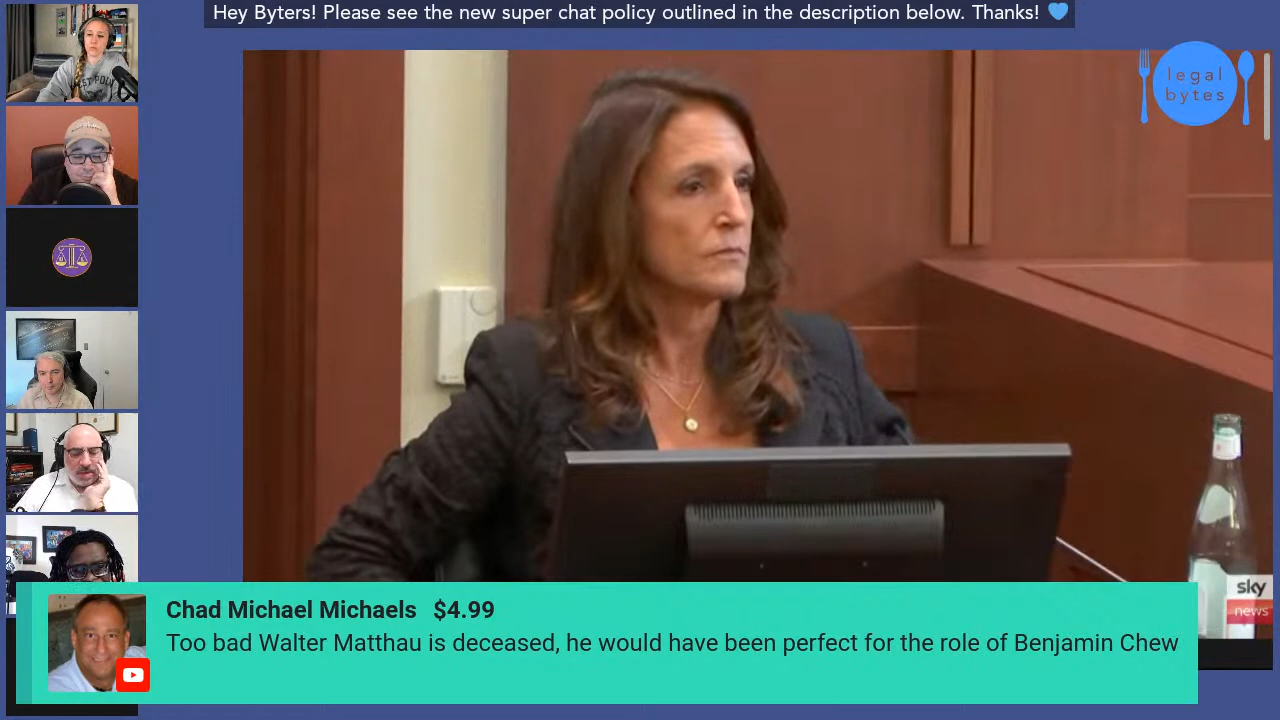 Hey Byters! Please see the new super chat policy outlined in the description below. Thanks! 💙
legal
bytes
sky
news
Chad Michael Michaels $4.99
Too bad Walter Matthau is deceased, he would have been perfect for the role of Benjamin Chew